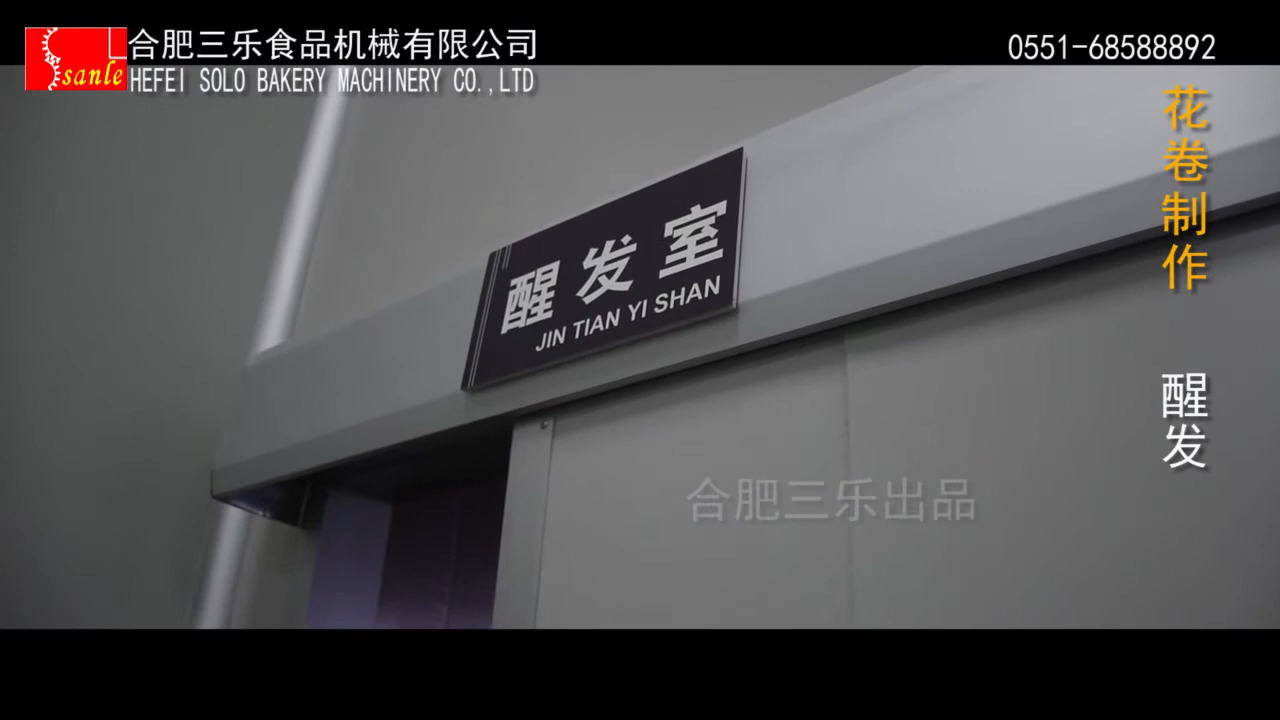 合肥三乐食品机械有限公司
HEFEI SOLO BAKERY MACHINERY CO.,LTD
sanle
0551-68588892
花卷制作
醒发
醒发室
JIN TIAN YI SHAN
合肥三乐出品